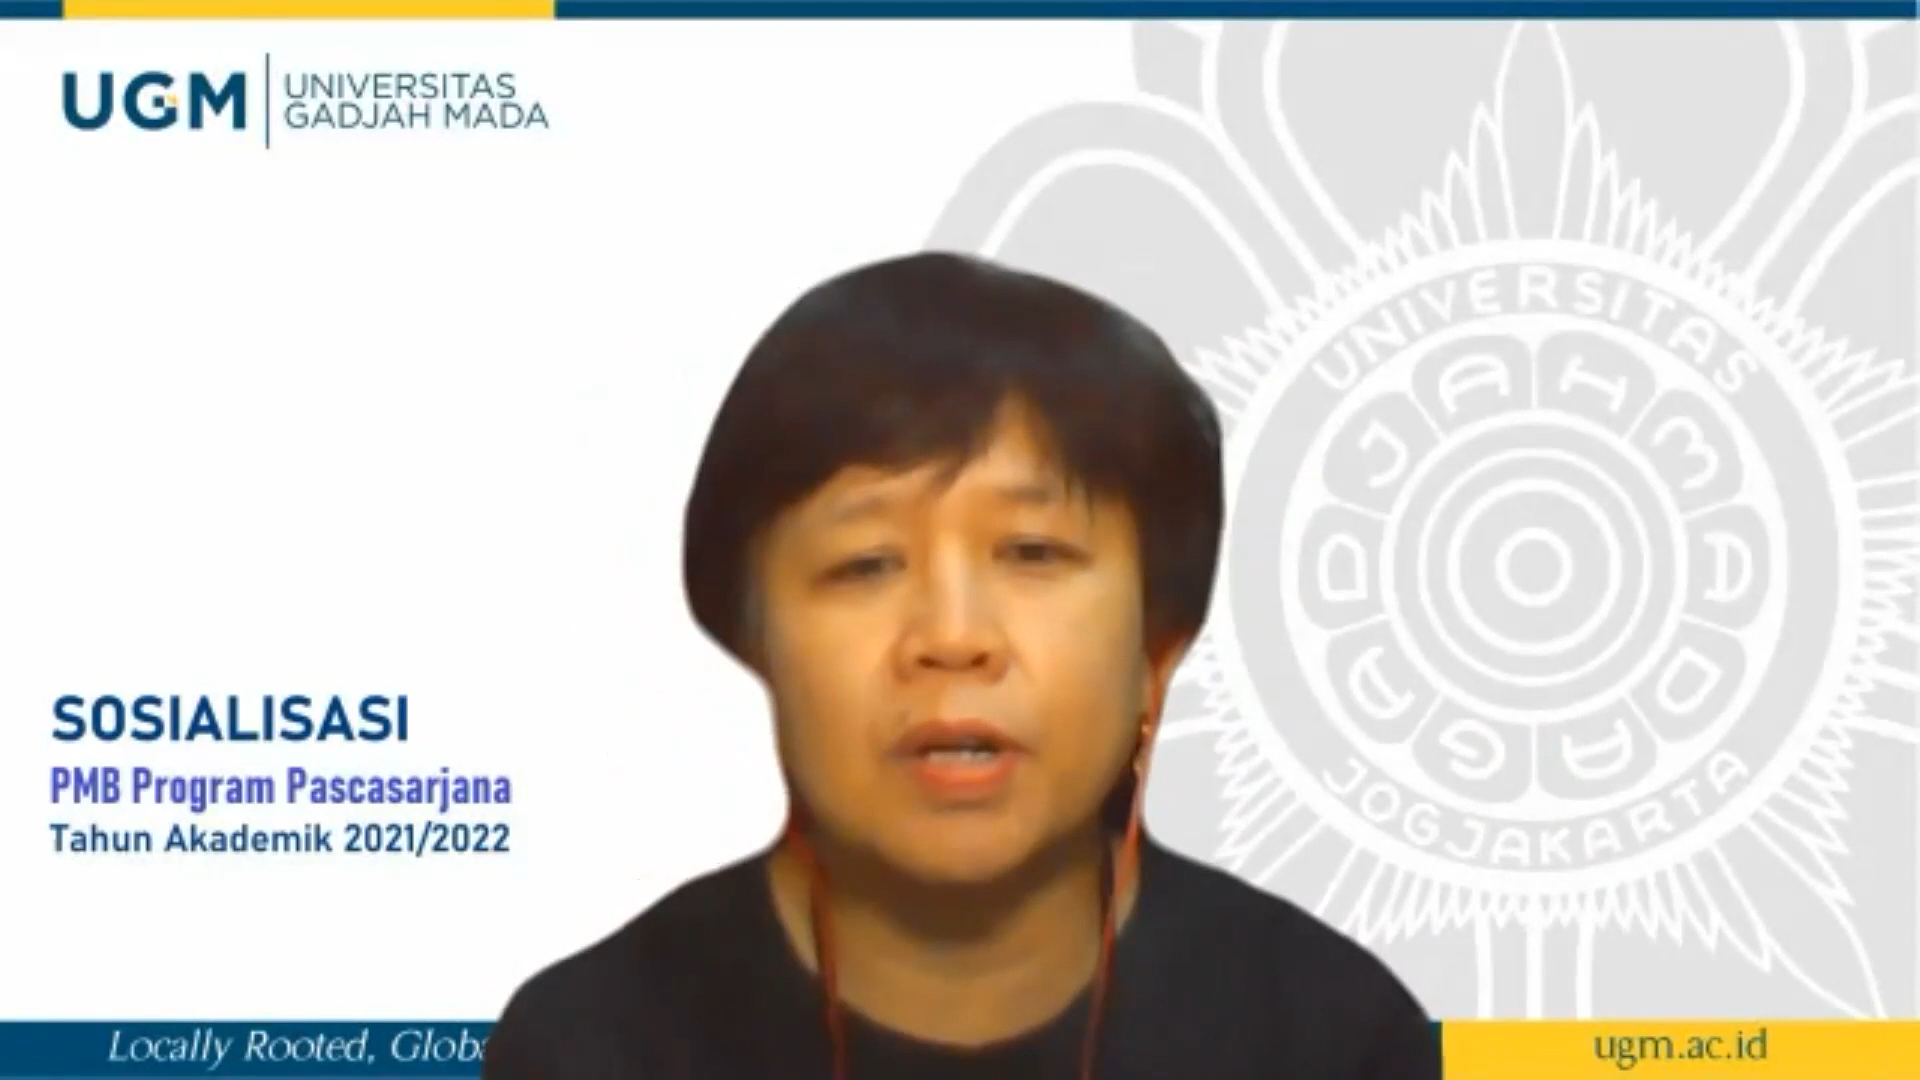 UGM
UNIVERSITAS
GADJAH MADA
UNIVERSITAS
GADJAH MADA
JOGJAKARTA
SOSIALISASI
PMB Program Pascasarjana
Tahun Akademik 2021/2022
Locally Rooted,
ugm.ac.id